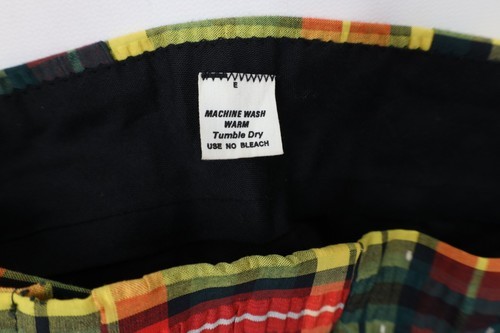 E
MACHINE WASH
WARM
Tumble Dry
USE NO BLEACH